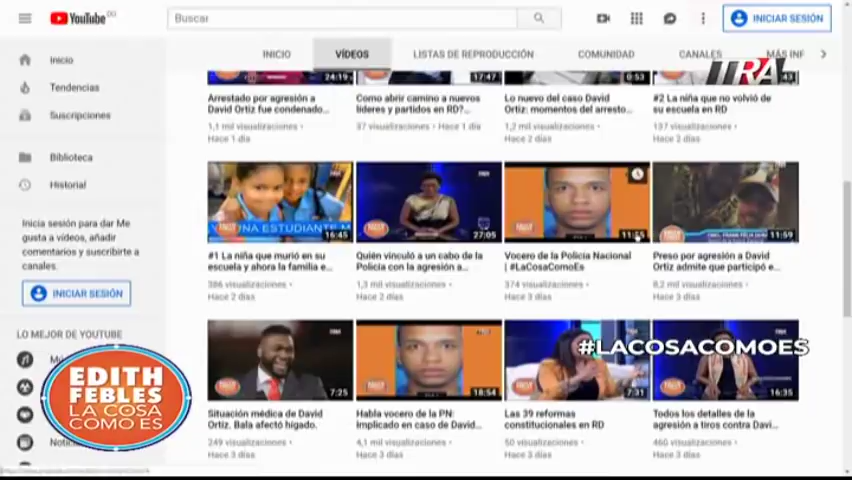 YouTube DO
Buscar
INICIAR SESIÓN
INICIO
VÍDEOS
LISTAS DE REPRODUCCIÓN
COMUNIDAD
CANALES
MÁS INF
TRA
Inicio
Tendencias
Suscripciones
Biblioteca
Historial
Inicia sesión para dar Me
gusta a vídeos, añadir
comentarios y suscribirte a
canales.
INICIAR SESIÓN
LO MEJOR DE YOUTUBE
24:19
17:47
0:53
43
Arrestado por agresión a
David Ortiz fue condenado...
1,1 mil visualizaciones •
Hace 1 día
Como abrir camino a nuevos
líderes y partidos en RD?...
37 visualizaciones • Hace 1 día
Lo nuevo del caso David
Ortiz: momentos del arresto...
1,2 mil visualizaciones •
Hace 2 días
#2 La niña que no volvió de
su escuela en RD
137 visualizaciones •
Hace 2 días
UNA ESTUDIANTE M
16:45
27:05
11:55
11:59
#1 La niña que murió en su
escuela y ahora la familia e...
386 visualizaciones •
Hace 2 días
Quién vinculó a un cabo de la
Policía con la agresión a...
1,3 mil visualizaciones •
Hace 2 días
Vocero de la Policía Nacional
| #LaCosaComoEs
374 visualizaciones •
Hace 3 días
Preso por agresión a David
Ortiz admite que participó e...
8,2 mil visualizaciones •
Hace 3 días
7:25
18:54
7:31
16:35
Situación médica de David
Ortiz. Bala afectó hígado.
249 visualizaciones •
Hace 3 días
Habla vocero de la PN:
Implicado en caso de David...
4,1 mil visualizaciones •
Hace 3 días
Las 39 reformas
constitucionales en RD
50 visualizaciones •
Hace 3 días
Todos los detalles de la
agresión a tiros contra Davi...
460 visualizaciones •
Hace 3 días
#LACOSACOMOES
EDITH
FEBLES
LA COSA
COMO ES